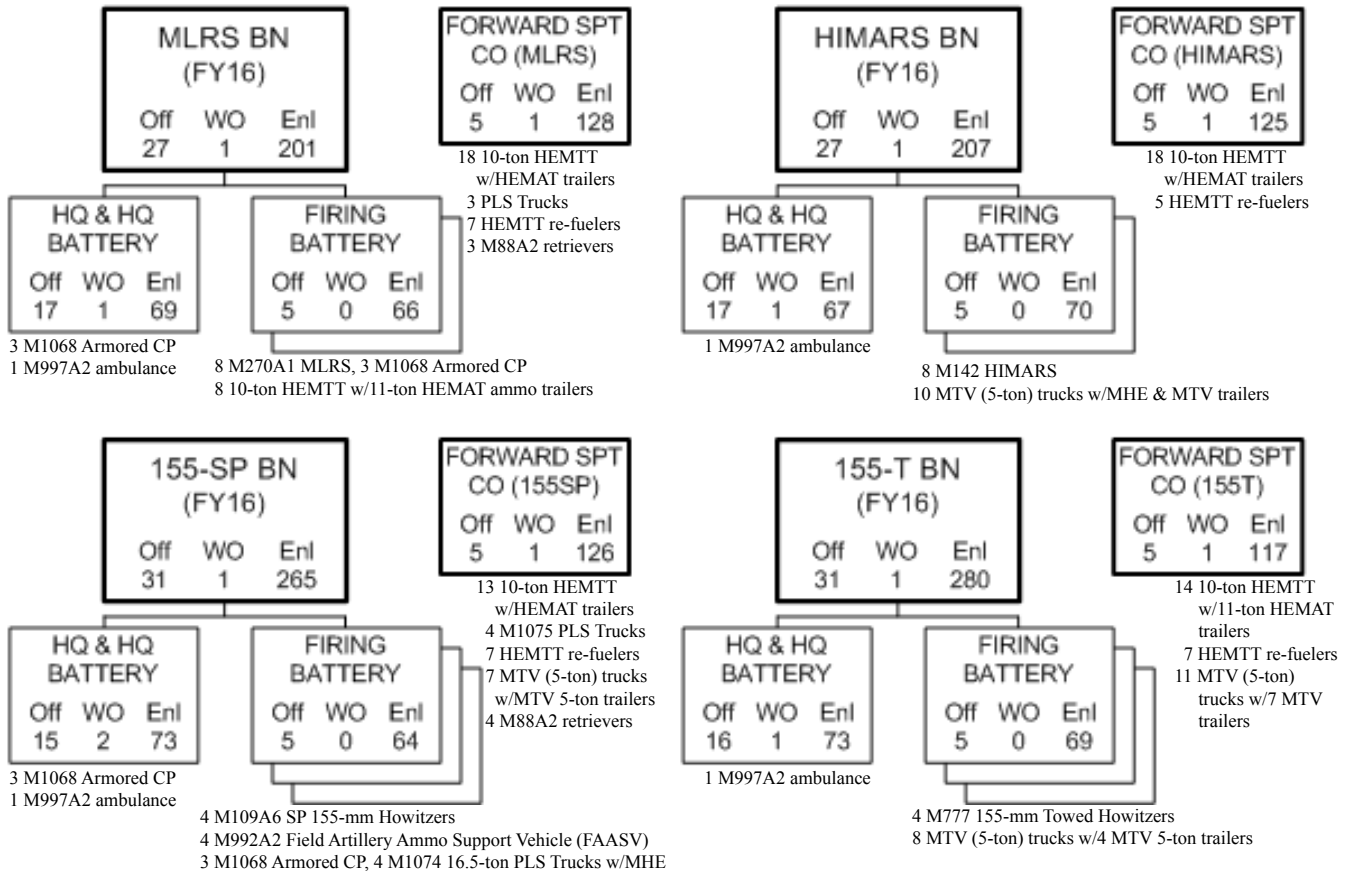 MLRS BN
(FY16)
Off WO Enl
27 1 201
FORWARD SPT
CO (MLRS)
Off WO Enl
5 1 128
18 10-ton HEMTT
w/HEMAT trailers
3 PLS Trucks
7 HEMTT re-fuelers
3 M88A2 retrievers
HQ & HQ
BATTERY
Off WO Enl
17 1 69
3 M1068 Armored CP
1 M997A2 ambulance
FIRING
BATTERY
Off WO Enl
5 0 66
8 M270A1 MLRS, 3 M1068 Armored CP
8 10-ton HEMTT w/11-ton HEMAT ammo trailers
HIMARS BN
(FY16)
Off WO Enl
27 1 207
FORWARD SPT
CO (HIMARS)
Off WO Enl
5 1 125
18 10-ton HEMTT
w/HEMAT trailers
5 HEMTT re-fuelers
HQ & HQ
BATTERY
Off WO Enl
17 1 67
1 M997A2 ambulance
FIRING
BATTERY
Off WO Enl
5 0 70
8 M142 HIMARS
10 MTV (5-ton) trucks w/MHE & MTV trailers
155-SP BN
(FY16)
Off WO Enl
31 1 265
FORWARD SPT
CO (155SP)
Off WO Enl
5 1 126
13 10-ton HEMTT
w/HEMAT trailers
4 M1075 PLS Trucks
7 HEMTT re-fuelers
7 MTV (5-ton) trucks
w/MTV 5-ton trailers
4 M88A2 retrievers
HQ & HQ
BATTERY
Off WO Enl
15 2 73
3 M1068 Armored CP
1 M997A2 ambulance
FIRING
BATTERY
Off WO Enl
5 0 64
4 M109A6 SP 155-mm Howitzers
4 M992A2 Field Artillery Ammo Support Vehicle (FAASV)
3 M1068 Armored CP, 4 M1074 16.5-ton PLS Trucks w/MHE
155-T BN
(FY16)
Off WO Enl
31 1 280
FORWARD SPT
CO (155T)
Off WO Enl
5 1 117
14 10-ton HEMTT
w/11-ton HEMAT
trailers
7 HEMTT re-fuelers
11 MTV (5-ton)
trucks w/7 MTV
trailers
HQ & HQ
BATTERY
Off WO Enl
16 1 73
1 M997A2 ambulance
FIRING
BATTERY
Off WO Enl
5 0 69
4 M777 155-mm Towed Howitzers
8 MTV (5-ton) trucks w/4 MTV 5-ton trailers